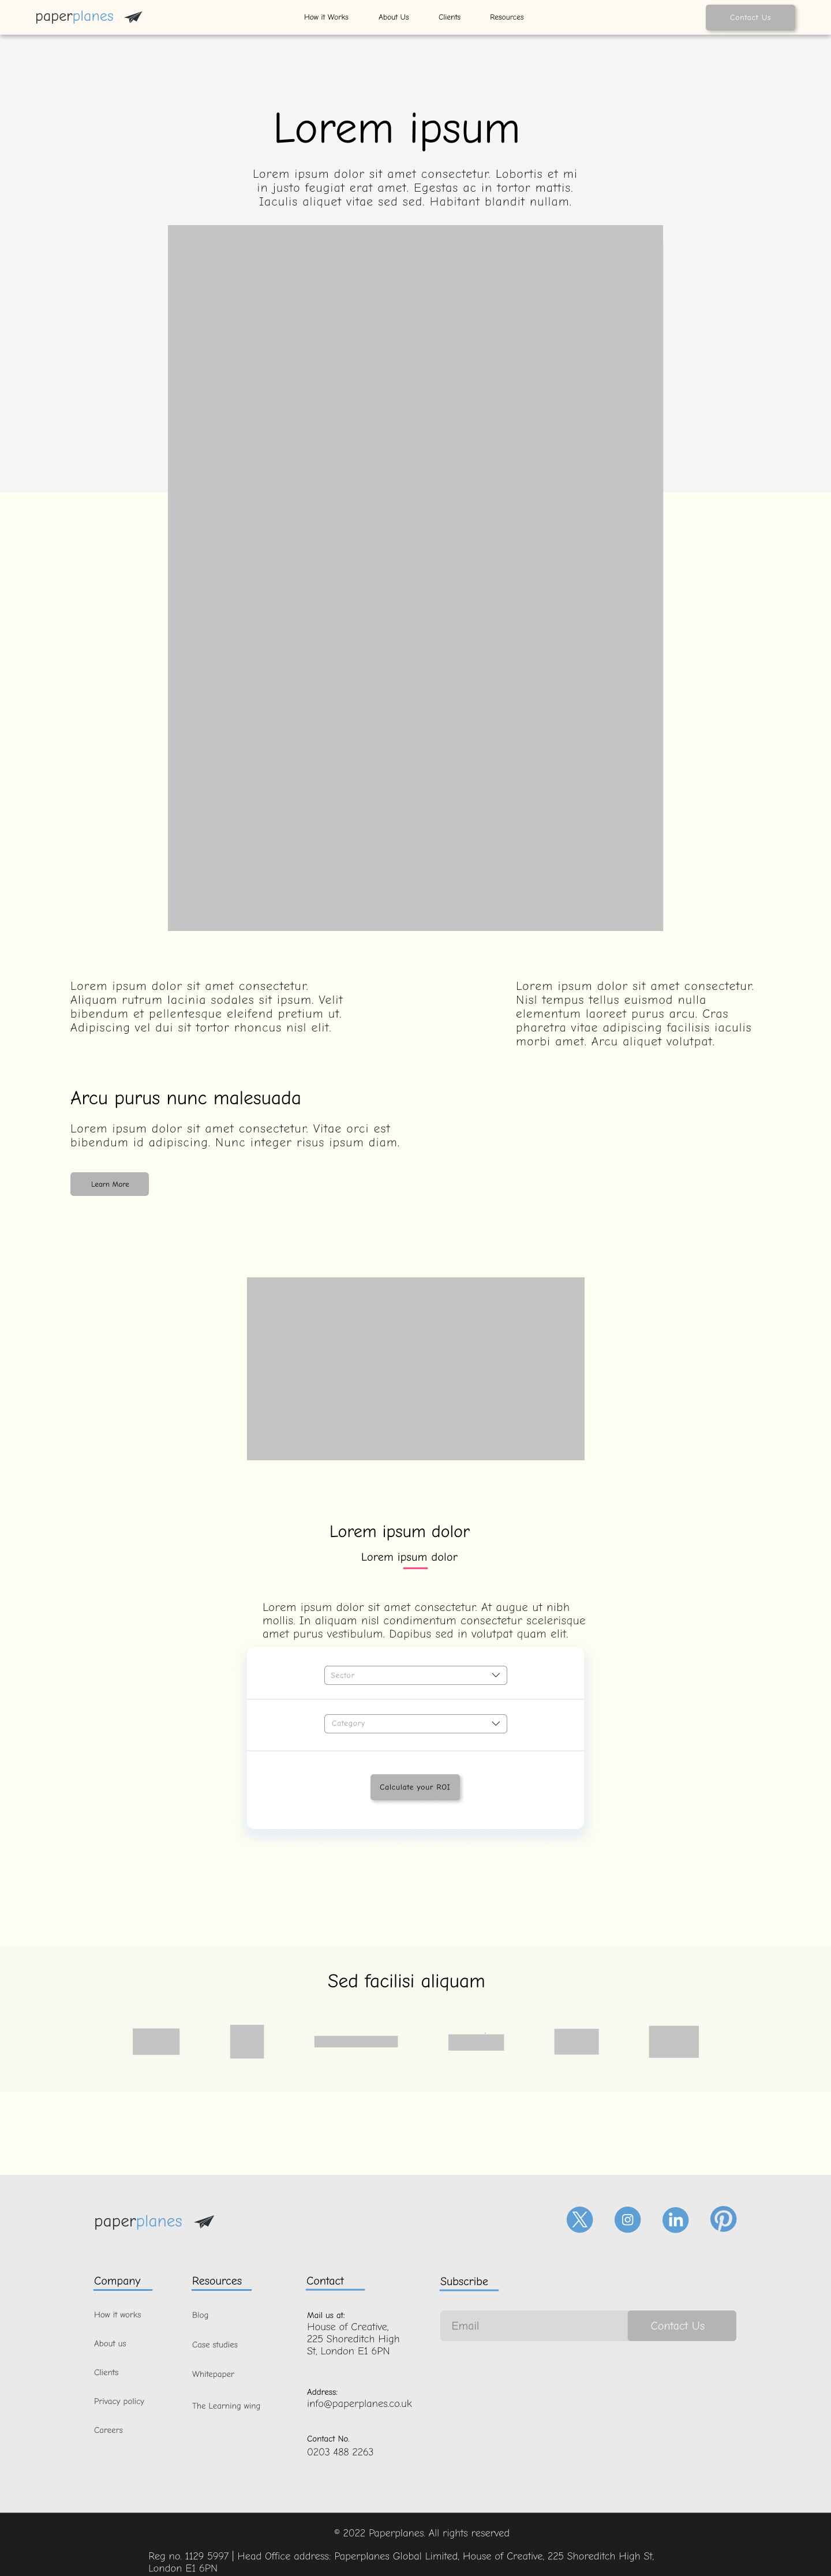 paperplanes
How it Works
About Us
Clients
Resources
Contact Us
Lorem ipsum
Lorem ipsum dolor sit amet consectetur. Lobortis et mi
in justo feugiat erat amet. Egestas ac in tortor mattis.
Iaculis aliquet vitae sed sed. Habitant blandit nullam.
Lorem ipsum dolor sit amet consectetur.
Aliquam rutrum lacinia sodales sit ipsum. Velit
bibendum et pellentesque eleifend pretium ut.
Adipiscing vel dui sit tortor rhoncus nisl elit.
Lorem ipsum dolor sit amet consectetur.
Nisl tempus tellus euismod nulla
elementum laoreet purus arcu. Cras
pharetra vitae adipiscing facilisis iaculis
morbi amet. Arcu aliquet volutpat.
Arcu purus nunc malesuada
Lorem ipsum dolor sit amet consectetur. Vitae orci est
bibendum id adipiscing. Nunc integer risus ipsum diam.
Learn More
Lorem ipsum dolor
Lorem ipsum dolor
Lorem ipsum dolor sit amet consectetur. At augue ut nibh
mollis. In aliquam nisl condimentum consectetur scelerisque
amet purus vestibulum. Dapibus sed in volutpat quam elit.
Sector
Category
Calculate your ROI
Sed facilisi aliquam
paperplanes
Company
How it works
About us
Clients
Privacy policy
Careers
Resources
Blog
Case studies
Whitepaper
The Learning wing
Contact
Mail us at:
House of Creative,
225 Shoreditch High
St, London E1 6PN
Address:
info@paperplanes.co.uk
Contact No.
0203 488 2263
Subscribe
Email
Contact Us
© 2022 Paperplanes. All rights reserved
Reg no. 1129 5997 | Head Office address: Paperplanes Global Limited, House of Creative, 225 Shoreditch High St,
London E1 6PN